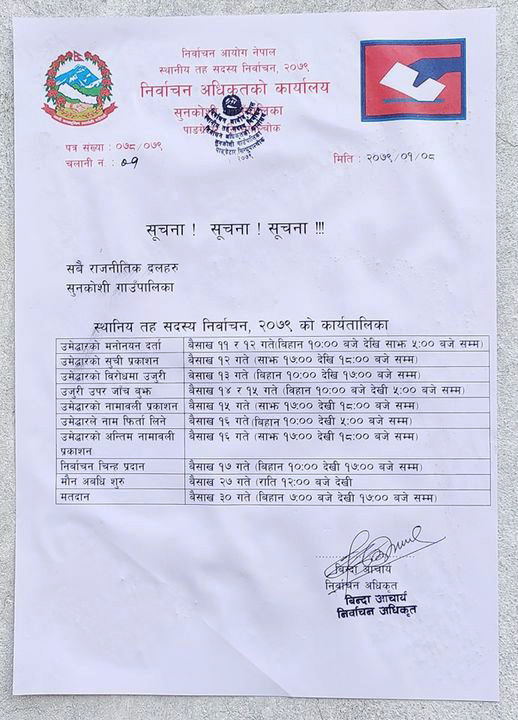 निर्वाचन आयोग नेपाल
स्थानीय तह सदस्य निर्वाचन, २०७९
निर्वाचन अधिकृतको कार्यालय
सुनकोशी
पत्र संख्या : ०७८/०७९
चलानी न. : ०१
मिति : २०७९/०१/०८
सूचना ! सूचना ! सूचना !!!
सबै राजनीतिक दलहरु
सुनकोशी गाउँपालिका
स्थानिय तह सदस्य निर्वाचन, २०७९ को कार्यतालिका
उमेद्वारको मनोनयन दर्ता बैसाख ११ र १२ गते(बिहान १०:०० बजे देखि साझ ५:०० बजे सम्म)
उमेद्वारको सूची प्रकाशन बैसाख १२ गते (साझ १७:०० देखि १८:०० बजे सम्म)
उमेद्वारको बिरोधमा उजुरी बैसाख १३ गते (बिहान १०:०० देखि १७:०० बजे सम्म)
उजुरी उपर जाँच बुझ बैसाख १४ र १५ गते (बिहान १०:०० बजे देखी ५:०० बजे सम्म)
उमेद्वारको नामावली प्रकाशन बैसाख १५ गते (साझ १७:०० देखी १८:०० बजे सम्म)
उमेद्वारले नाम फिर्ता लिने बैसाख १६ गते (बिहान १०:०० देखी ५:०० बजे सम्म)
उमेद्वारको अन्तिम नामावली प्रकाशन बैसाख १६ गते (साझ १७:०० देखी १८:०० बजे सम्म)
निर्वाचन चिन्ह प्रदान बैसाख १७ गते (बिहान १०:०० देखी १७:०० बजे सम्म)
मौन अबधि शुरु बैसाख २७ गते (राति १२:०० बजे देखी
मतदान बैसाख ३० गते (बिहान ७:०० बजे देखी १७:०० बजे सम्म)
बिन्दा आचार्य
निर्वाचन अधिकृत
बिन्दा आचार्य
निर्वाचन अधिकृत